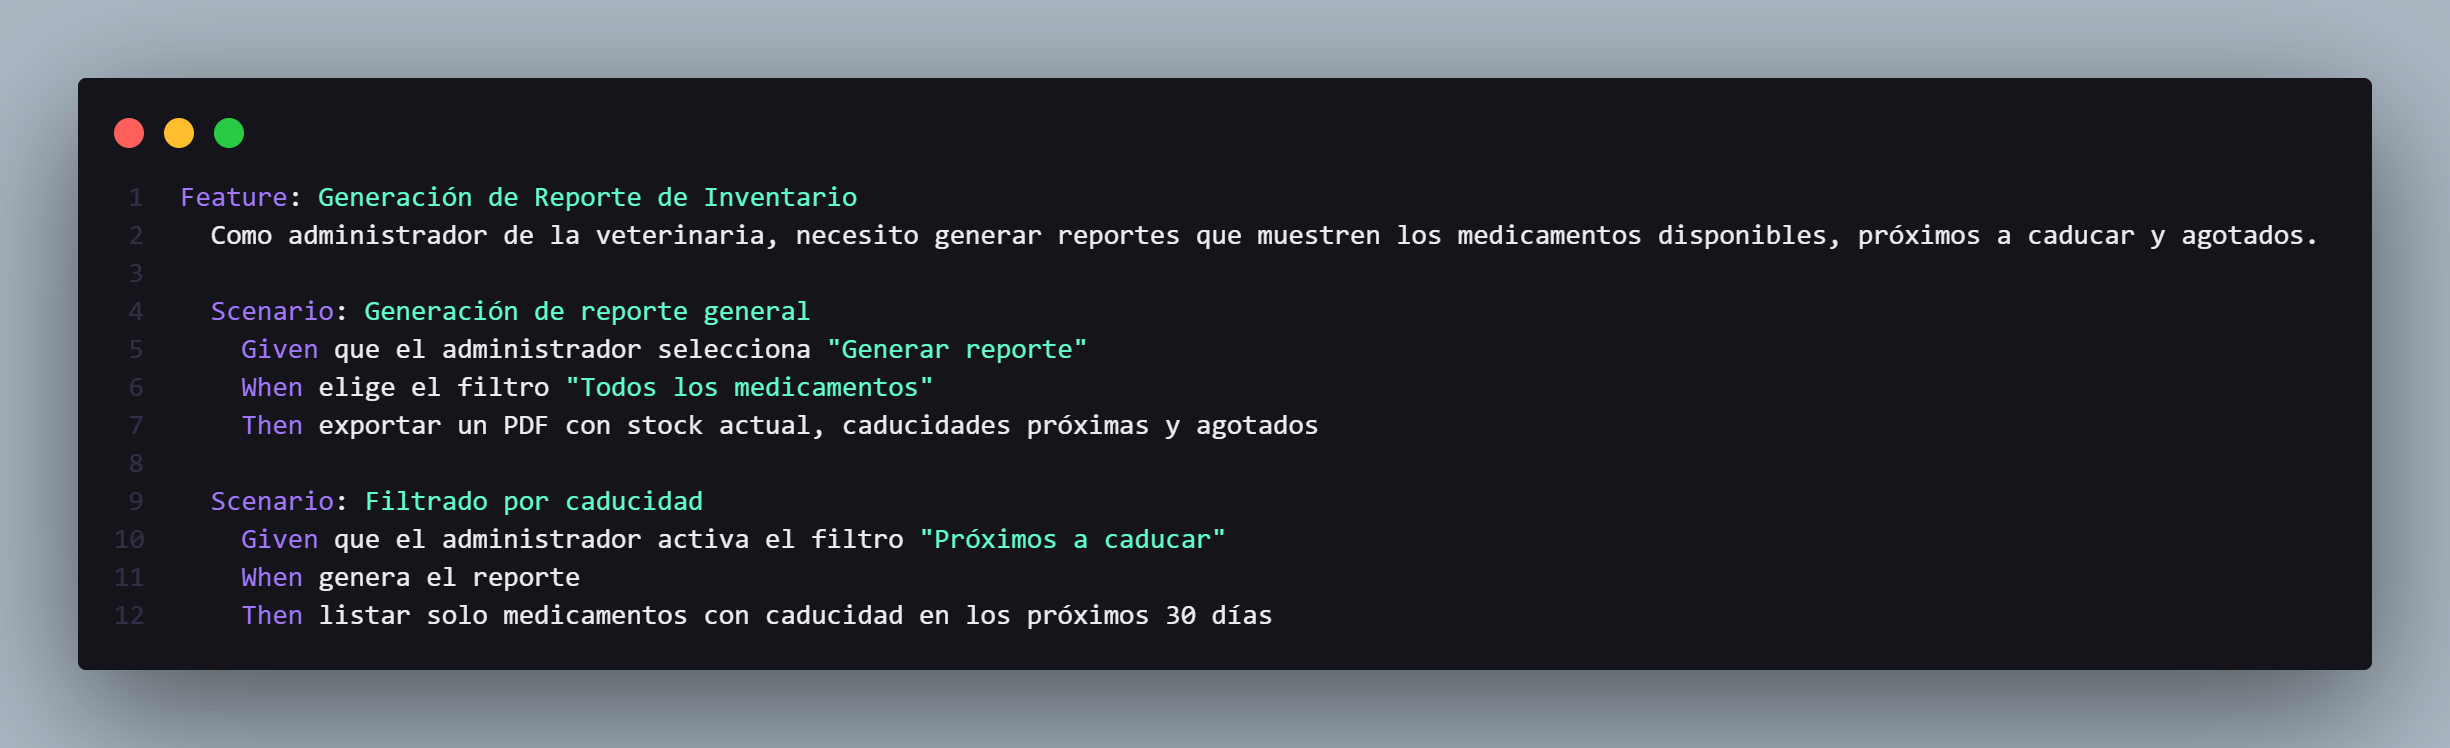 1 Feature: Generación de Reporte de Inventario
2 Como administrador de la veterinaria, necesito generar reportes que muestren los medicamentos disponibles, próximos a caducar y agotados.
3
4 Scenario: Generación de reporte general
5 Given que el administrador selecciona "Generar reporte"
6 When elige el filtro "Todos los medicamentos"
7 Then exportar un PDF con stock actual, caducidades próximas y agotados
8
9 Scenario: Filtrado por caducidad
10 Given que el administrador activa el filtro "Próximos a caducar"
11 When genera el reporte
12 Then listar solo medicamentos con caducidad en los próximos 30 días